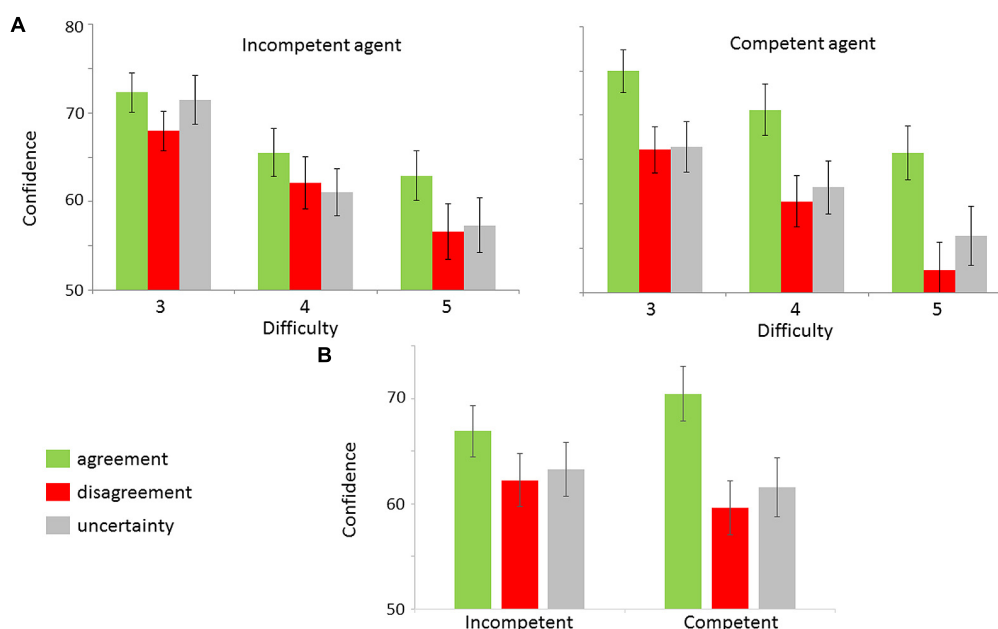 A
80
70
60
50
Confidence
Incompetent agent
3
4
5
Difficulty
Competent agent
3
4
5
Difficulty
B
70
60
50
Confidence
Incompetent
Competent
agreement
disagreement
uncertainty